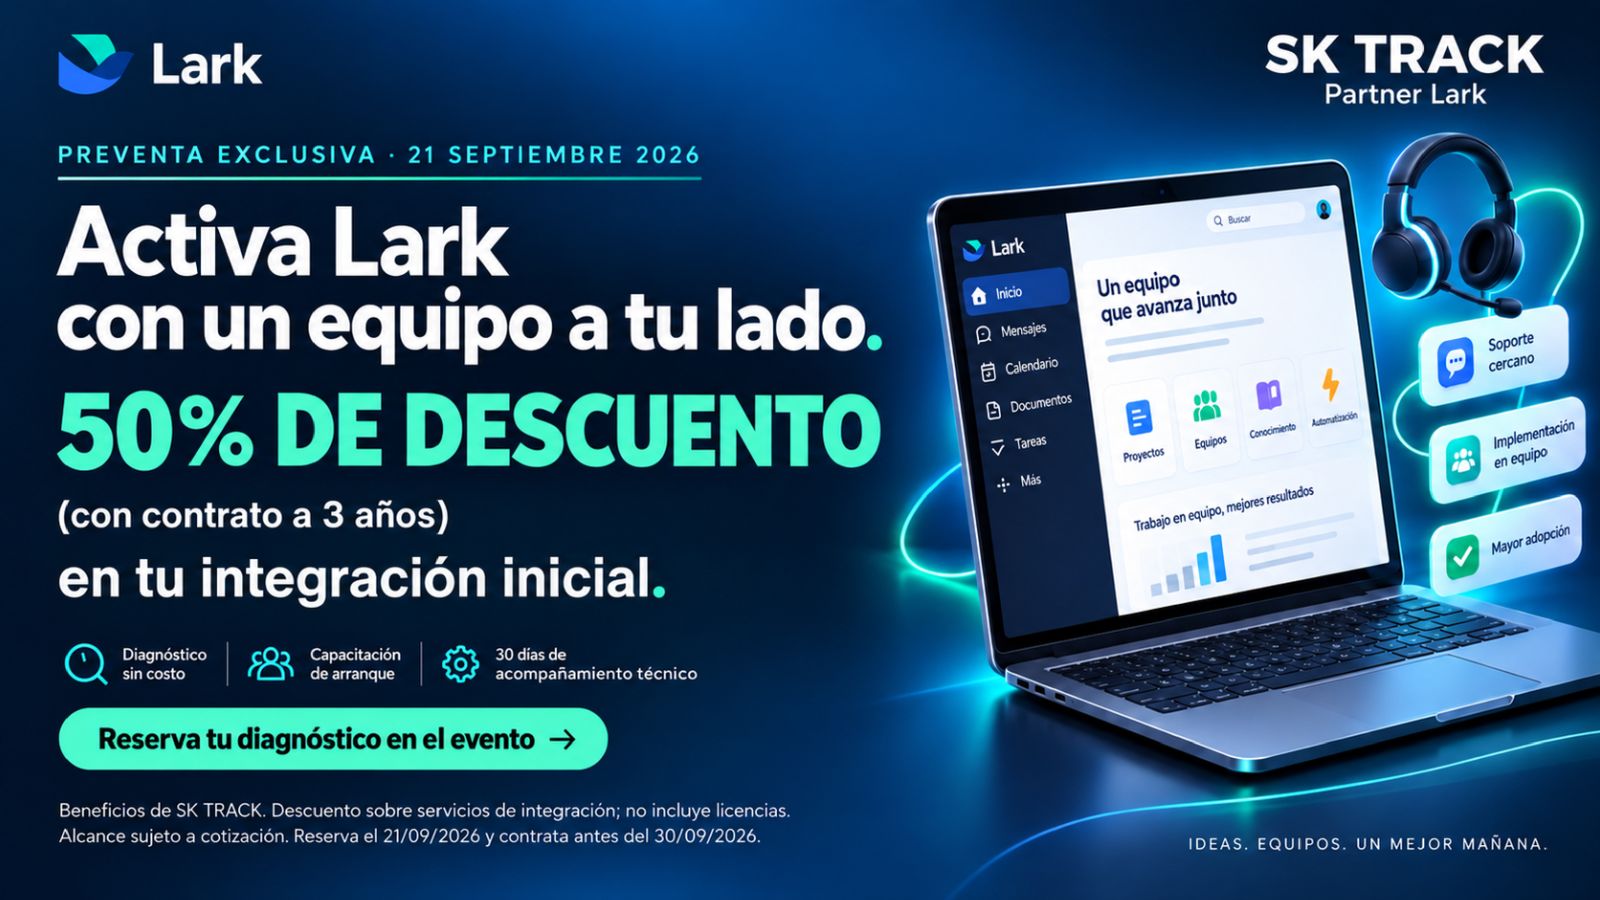 Lark
SK TRACK
Partner Lark
PREVENTA EXCLUSIVA · 21 SEPTIEMBRE 2026
Activa Lark
con un equipo a tu lado.
50% DE DESCUENTO
(con contrato a 3 años)
en tu integración inicial.
Diagnóstico
sin costo
Capacitación
de arranque
30 días de
acompañamiento técnico
Reserva tu diagnóstico en el evento →
Beneficios de SK TRACK. Descuento sobre servicios de integración; no incluye licencias.
Alcance sujeto a cotización. Reserva el 21/09/2026 y contrata antes del 30/09/2026.
Lark
Inicio
Mensajes
Calendario
Documentos
Tareas
Más
Buscar
Un equipo
que avanza junto
Proyectos
Equipos
Conocimiento
Automatización
Trabajo en equipo, mejores resultados
Soporte
cercano
Implementación
en equipo
Mayor adopción
IDEAS. EQUIPOS. UN MEJOR MAÑANA.